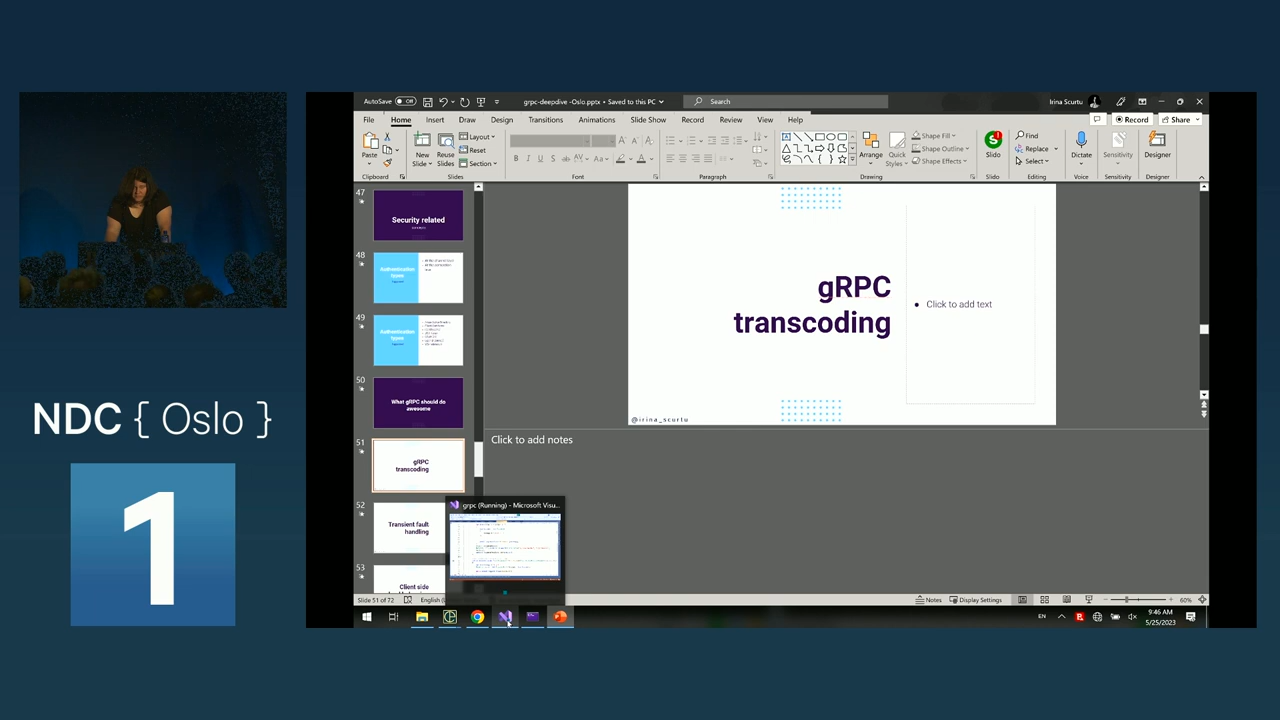 AutoSave Off
grpc-deepdive -Oslo.pptx • Saved to this PC
Search
Irina Scurtu
File Home Insert Draw Design Transitions Animations Slide Show Record Review View Help
Record
Share
Paste
New Slide
Reuse Slides
Layout
Reset
Section
Arrange
Quick Styles
Shape Fill
Shape Outline
Shape Effects
Slido
Find
Replace
Select
Dictate
Sensitivity
Designer
Clipboard Slides Font Paragraph Drawing Slido Editing Voice Sensitivity Designer
47
Security related
48
Authentication types
49
Authentication types
50
What gRPC should do awesome
51
gRPC transcoding
52
Transient fault handling
53
Client side
gRPC
transcoding
• Click to add text
@irina_scurtu
Click to add notes
grpc (Running) - Microsoft Visu...
Slide 51 of 72
Notes
Display Settings
60%
EN
9:46 AM
5/25/2023
NDC { Oslo }
1